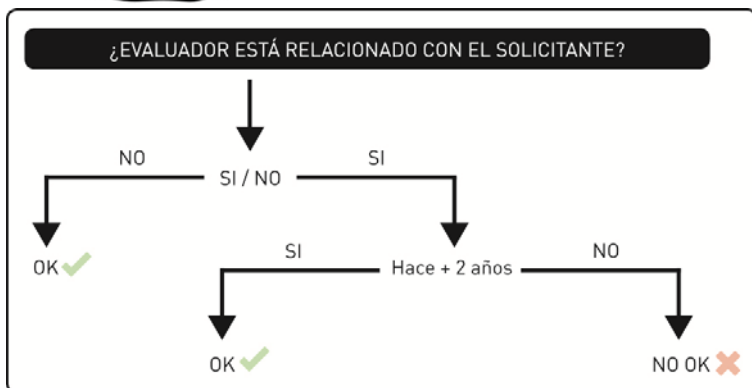 ¿EVALUADOR ESTÁ RELACIONADO CON EL SOLICITANTE?
NO
SI
SI / NO
OK
SI
Hace + 2 años
NO
OK
NO OK